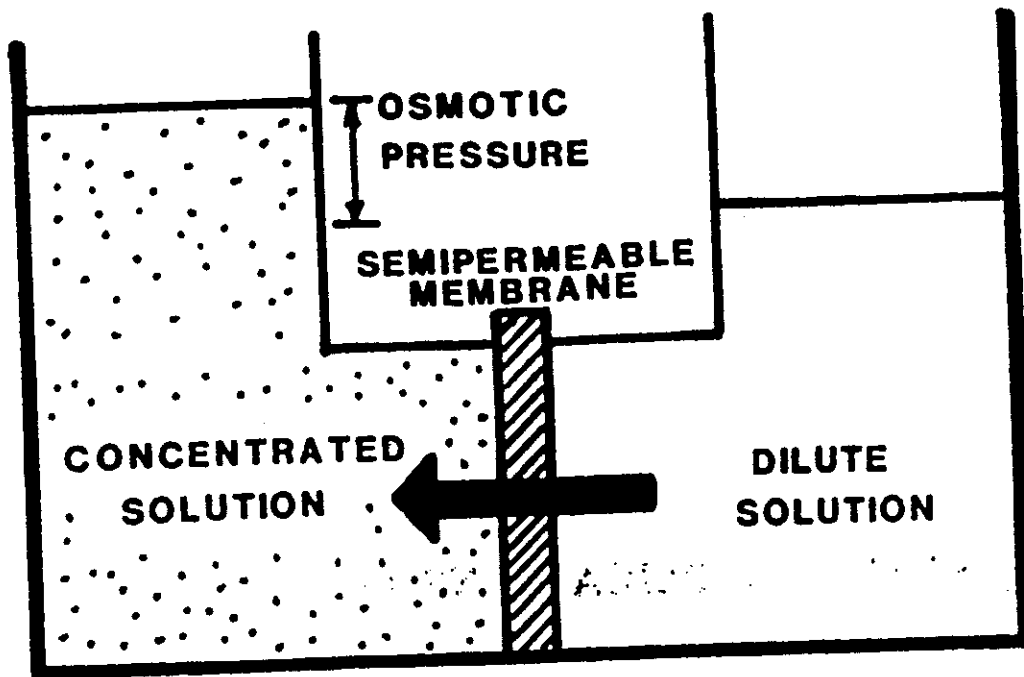 OSMOTIC
PRESSURE
SEMIPERMEABLE
MEMBRANE
CONCENTRATED
SOLUTION
DILUTE
SOLUTION